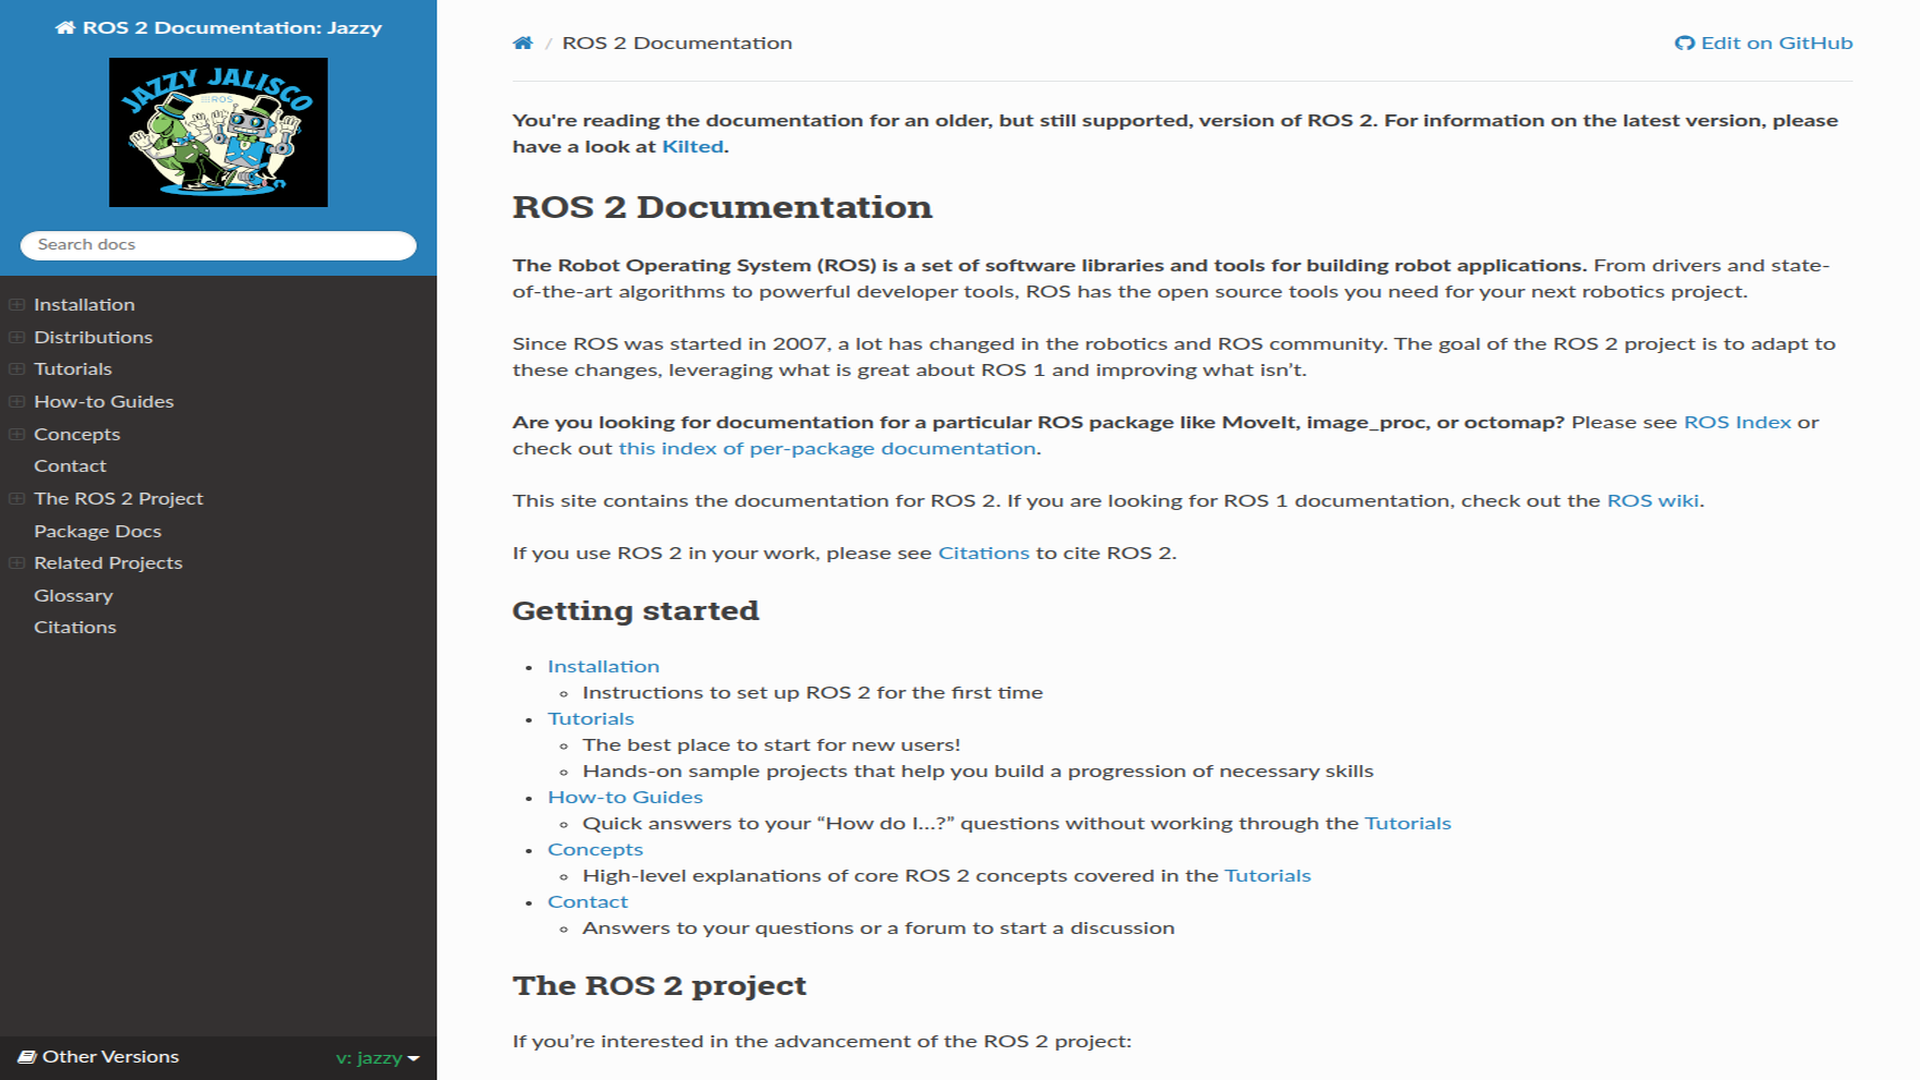 ROS 2 Documentation: Jazzy
JAZZY JALISCO
ROS
Search docs
Installation
Distributions
Tutorials
How-to Guides
Concepts
Contact
The ROS 2 Project
Package Docs
Related Projects
Glossary
Citations
Other Versions v: jazzy
/ ROS 2 Documentation
Edit on GitHub
You're reading the documentation for an older, but still supported, version of ROS 2. For information on the latest version, please
have a look at Kilted.
ROS 2 Documentation
The Robot Operating System (ROS) is a set of software libraries and tools for building robot applications. From drivers and state-
of-the-art algorithms to powerful developer tools, ROS has the open source tools you need for your next robotics project.
Since ROS was started in 2007, a lot has changed in the robotics and ROS community. The goal of the ROS 2 project is to adapt to
these changes, leveraging what is great about ROS 1 and improving what isn’t.
Are you looking for documentation for a particular ROS package like MoveIt, image_proc, or octomap? Please see ROS Index or
check out this index of per-package documentation.
This site contains the documentation for ROS 2. If you are looking for ROS 1 documentation, check out the ROS wiki.
If you use ROS 2 in your work, please see Citations to cite ROS 2.
Getting started
• Installation
◦ Instructions to set up ROS 2 for the first time
• Tutorials
◦ The best place to start for new users!
◦ Hands-on sample projects that help you build a progression of necessary skills
• How-to Guides
◦ Quick answers to your “How do I…?” questions without working through the Tutorials
• Concepts
◦ High-level explanations of core ROS 2 concepts covered in the Tutorials
• Contact
◦ Answers to your questions or a forum to start a discussion
The ROS 2 project
If you’re interested in the advancement of the ROS 2 project: